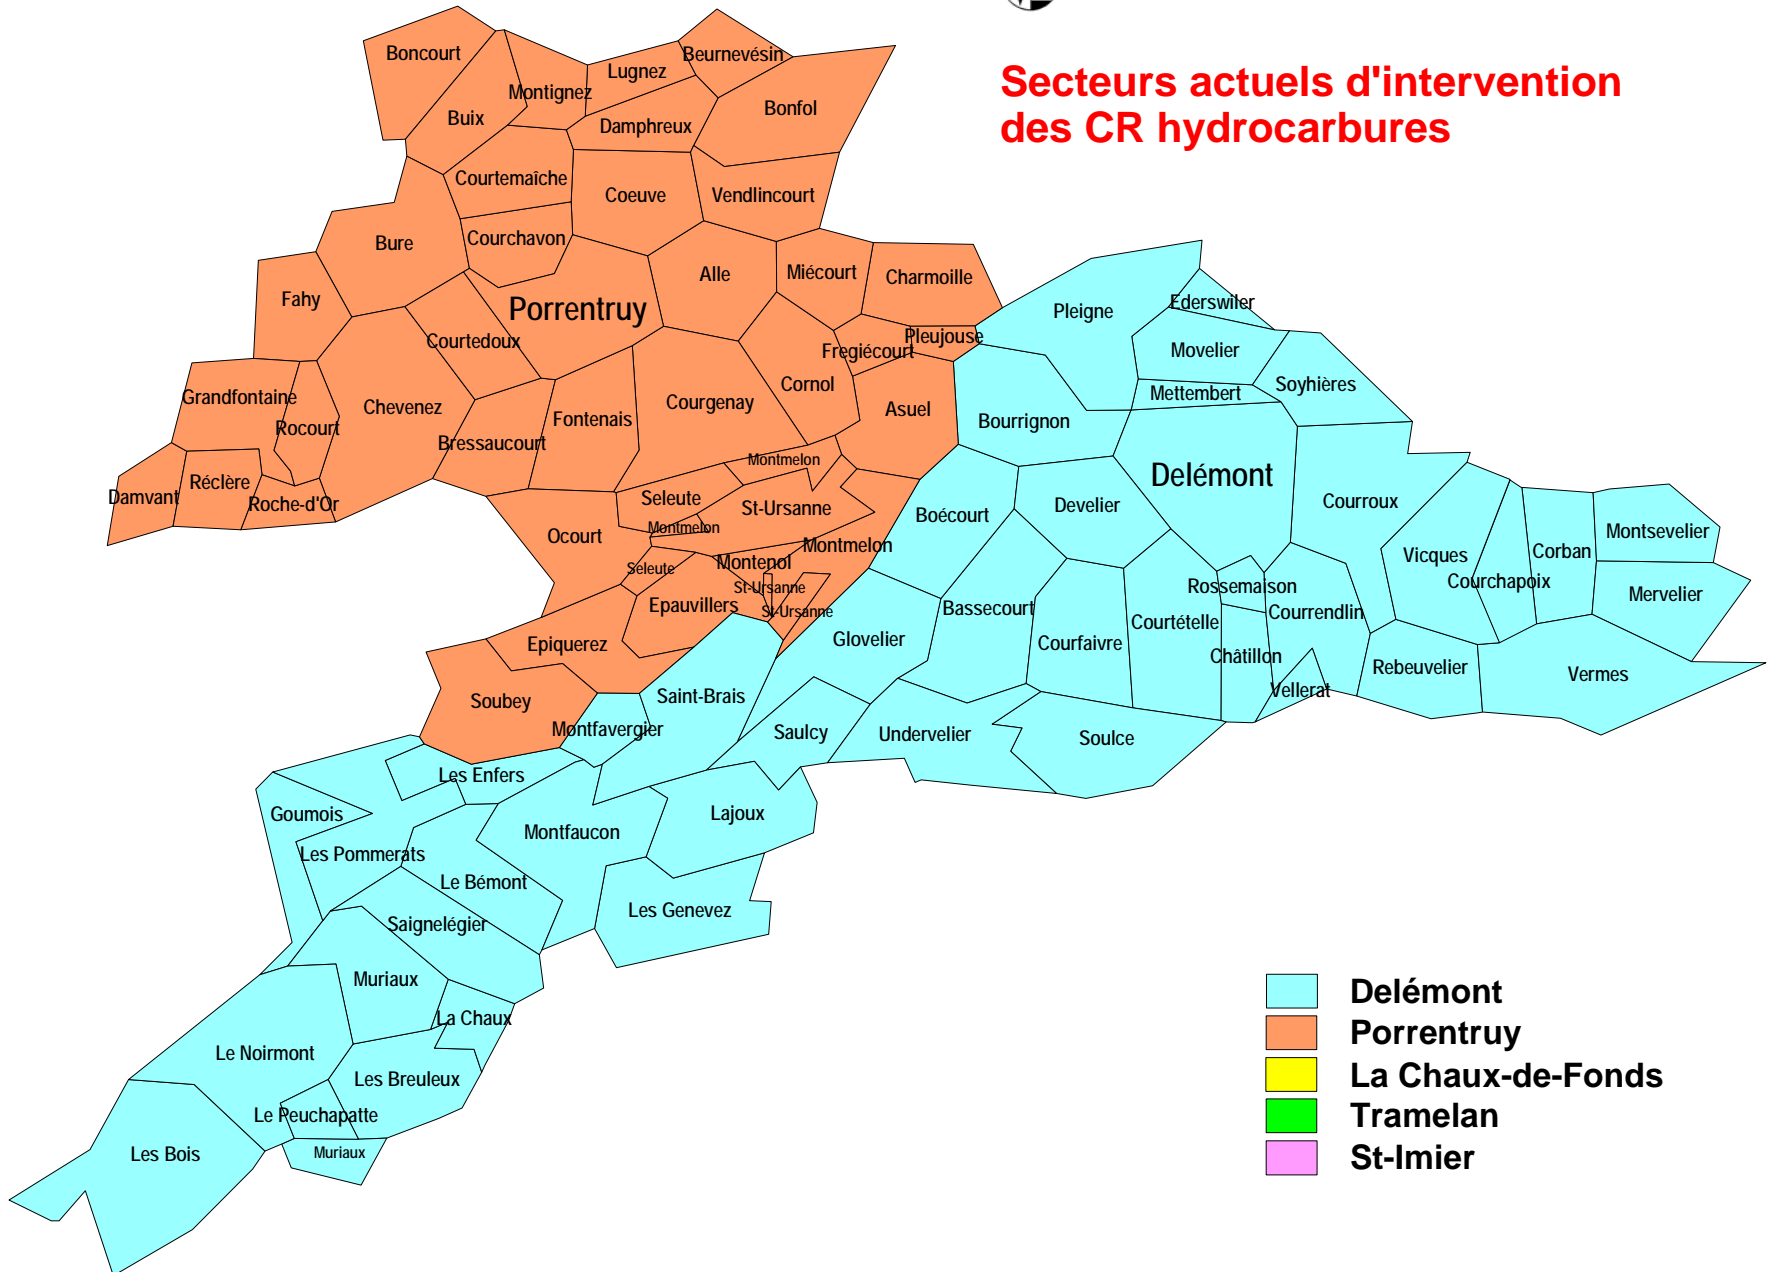 Secteurs actuels d'intervention
des CR hydrocarbures
Boncourt
Beurnevésin
Lugnez
Montignez
Buix
Bonfol
Damphreux
Courtemaîche
Coeuve
Vendlincourt
Bure
Courchavon
Alle
Miécourt
Charmoille
Fahy
Porrentruy
Pleigne
Ederswiler
Courtedoux
Fregiécourt
Pleujouse
Movelier
Grandfontaine
Chevenez
Rocourt
Bressaucourt
Fontenais
Courgenay
Cornol
Asuel
Bourrignon
Mettembert
Soyhières
Damvant
Réclère
Roche-d'Or
Montmelon
Seleute
St-Ursanne
Montmelon
Ocourt
Montmelon
Montenol
Seleute
St-Ursanne
St-Ursanne
Epauvillers
Epiquerez
Soubey
Delémont
Boécourt
Develier
Courroux
Vicques
Courchapoix
Corban
Montsevelier
Mervelier
Rossemaison
Courrendlin
Bassecourt
Courtételle
Glovelier
Courfaivre
Châtillon
Vellerat
Rebeuvelier
Vermes
Saint-Brais
Montfavergier
Saulcy
Undervelier
Soulce
Les Enfers
Goumois
Les Pommerats
Montfaucon
Lajoux
Le Bémont
Saignelégier
Les Genevez
Muriaux
La Chaux
Le Noirmont
Les Breuleux
Le Peuchapatte
Les Bois
Muriaux
Delémont
Porrentruy
La Chaux-de-Fonds
Tramelan
St-Imier